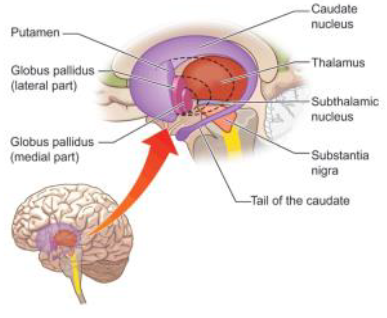 Putamen
Globus pallidus
(lateral part)
Globus pallidus
(medial part)
Caudate
nucleus
Thalamus
Subthalamic
nucleus
Substantia
nigra
Tail of the caudate